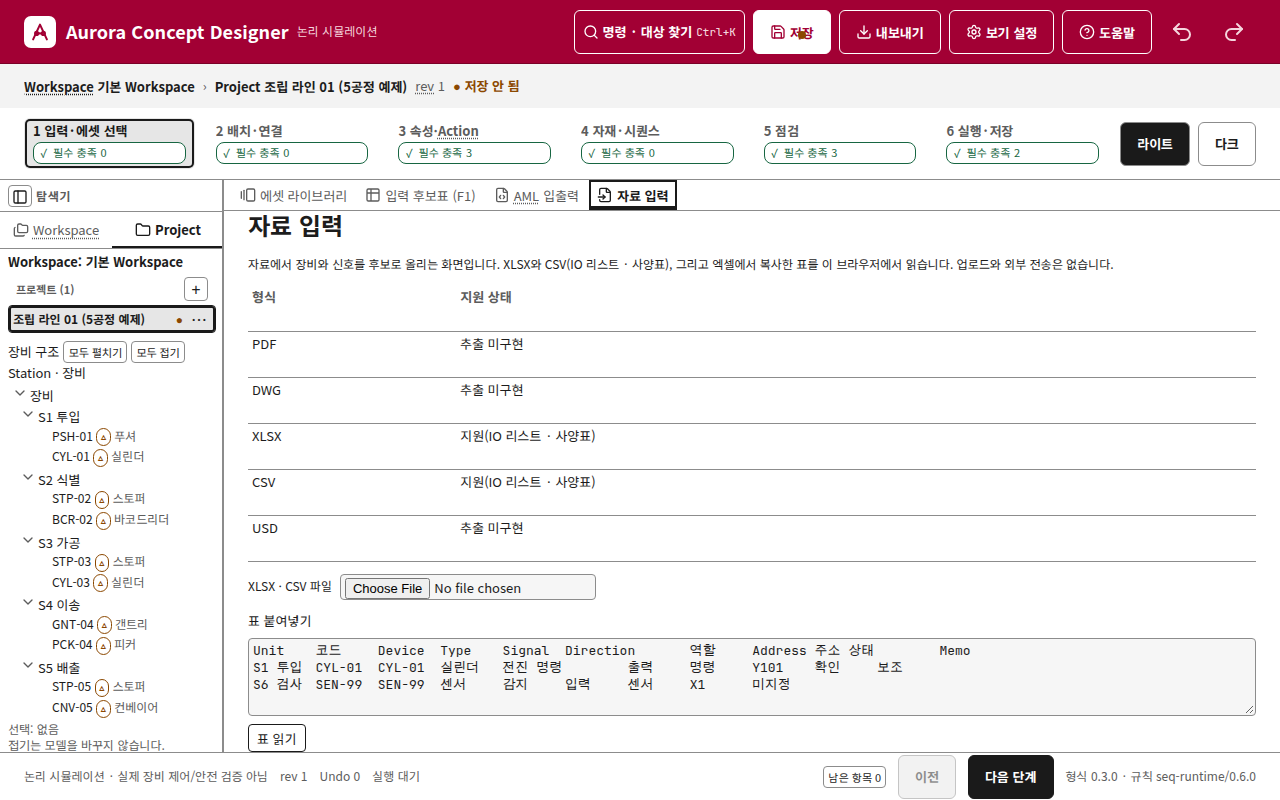 Aurora Concept Designer 논리 시뮬레이션
명령 · 대상 찾기 Ctrl+K
저장
내보내기
보기 설정
도움말
Workspace 기본 Workspace › Project 조립 라인 01 (5공정 예제) rev 1 ● 저장 안 됨
1 입력·에셋 선택
✓ 필수 충족 0
2 배치·연결
✓ 필수 충족 0
3 속성·Action
✓ 필수 충족 3
4 자재·시퀀스
✓ 필수 충족 0
5 점검
✓ 필수 충족 3
6 실행·저장
✓ 필수 충족 2
라이트
다크
탐색기
Workspace
Project
Workspace: 기본 Workspace
프로젝트 (1)
+
조립 라인 01 (5공정 예제) ● ···
장비 구조 모두 펼치기 모두 접기
Station · 장비
장비
S1 투입
PSH-01 푸셔
CYL-01 실린더
S2 식별
STP-02 스토퍼
BCR-02 바코드리더
S3 가공
STP-03 스토퍼
CYL-03 실린더
S4 이송
GNT-04 갠트리
PCK-04 피커
S5 배출
STP-05 스토퍼
CNV-05 컨베이어
선택: 없음
접기는 모델을 바꾸지 않습니다.
에셋 라이브러리
입력 후보표 (F1)
AML 입출력
자료 입력
자료 입력
자료에서 장비와 신호를 후보로 올리는 화면입니다. XLSX와 CSV(IO 리스트 · 사양표), 그리고 엑셀에서 복사한 표를 이 브라우저에서 읽습니다. 업로드와 외부 전송은 없습니다.
형식 지원 상태
PDF 추출 미구현
DWG 추출 미구현
XLSX 지원(IO 리스트 · 사양표)
CSV 지원(IO 리스트 · 사양표)
USD 추출 미구현
XLSX · CSV 파일 Choose File No file chosen
표 붙여넣기
Unit 코드 Device Type Signal Direction 역할 Address 주소 상태 Memo
S1 투입 CYL-01 CYL-01 실린더 전진 명령 출력 명령 Y101 확인 보조
S6 검사 SEN-99 SEN-99 센서 감지 입력 센서 X1 미지정
표 읽기
논리 시뮬레이션 · 실제 장비 제어/안전 검증 아님 rev 1 Undo 0 실행 대기
남은 항목 0
이전
다음 단계
형식 0.3.0 · 규칙 seq-runtime/0.6.0